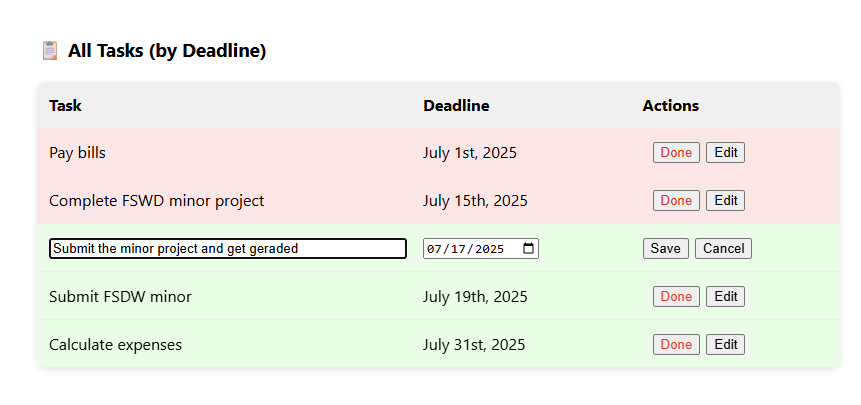 All Tasks (by Deadline)
Task Deadline Actions
Pay bills July 1st, 2025 Done Edit
Complete FSWD minor project July 15th, 2025 Done Edit
Submit the minor project and get geraded 07/17/2025 Save Cancel
Submit FSDW minor July 19th, 2025 Done Edit
Calculate expenses July 31st, 2025 Done Edit